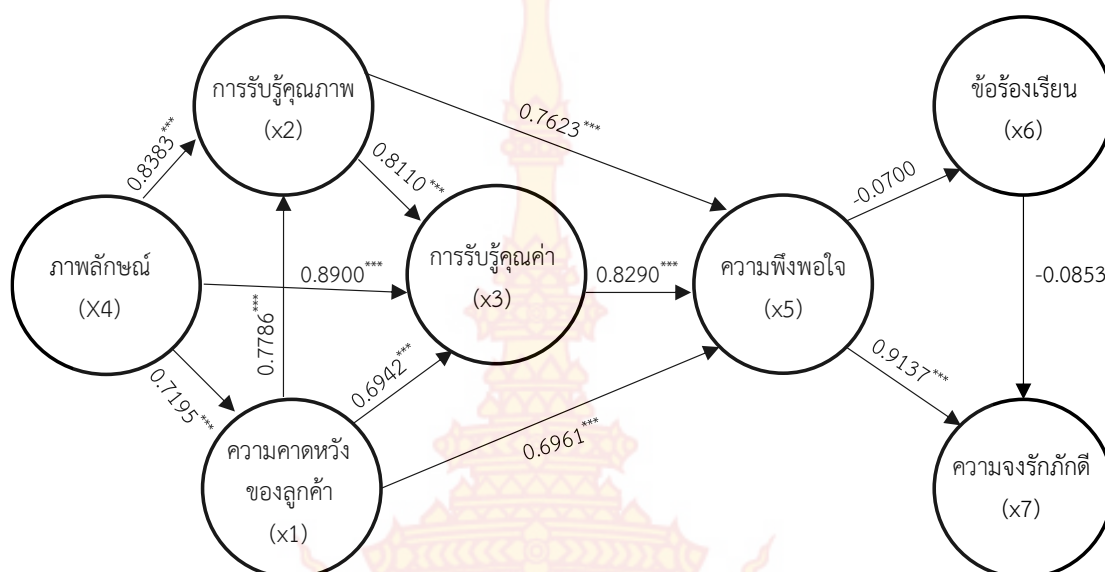 การรับรู้คุณภาพ
(x2)
ข้อร้องเรียน
(x6)
0.7623***
0.8383***
0.8110***
-0.0700
ภาพลักษณ์
(X4)
การรับรู้คุณค่า
(x3)
ความพึงพอใจ
(x5)
0.8900***
0.8290***
-0.0853
0.7786***
0.7195***
0.6942***
0.6961***
0.9137***
ความคาดหวัง
ของลูกค้า
(x1)
ความจงรักภักดี
(x7)